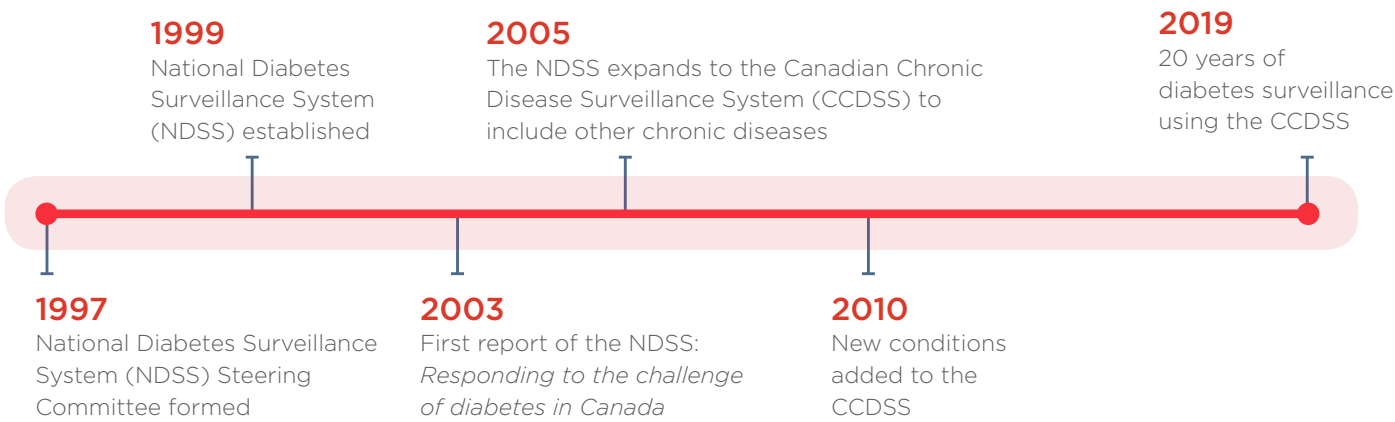 1999
National Diabetes
Surveillance System
(NDSS) established
2005
The NDSS expands to the Canadian Chronic
Disease Surveillance System (CCDSS) to
include other chronic diseases
2019
20 years of
diabetes surveillance
using the CCDSS
1997
National Diabetes Surveillance
System (NDSS) Steering
Committee formed
2003
First report of the NDSS:
Responding to the challenge
of diabetes in Canada
2010
New conditions
added to the
CCDSS